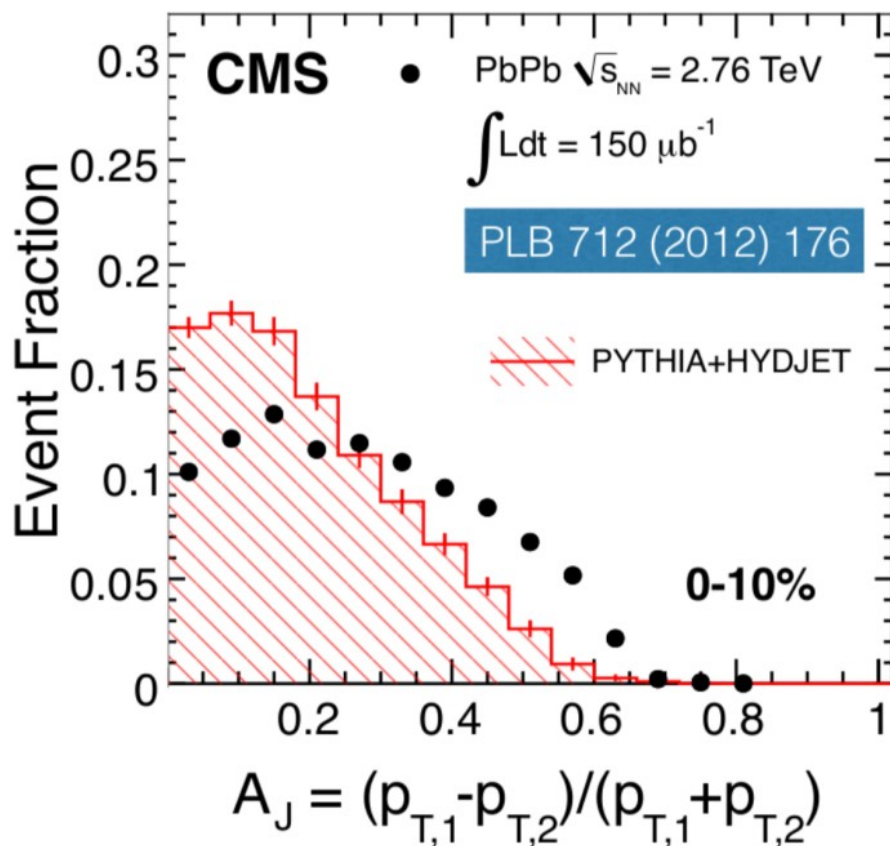 CMS
PbPb √s_NN = 2.76 TeV
∫Ldt = 150 μb⁻¹
PLB 712 (2012) 176
PYTHIA+HYDJET
0-10%
Event Fraction
0.3
0.25
0.2
0.15
0.1
0.05
0
0.2 0.4 0.6 0.8 1
A_J = (p_T,1-p_T,2)/(p_T,1+p_T,2)